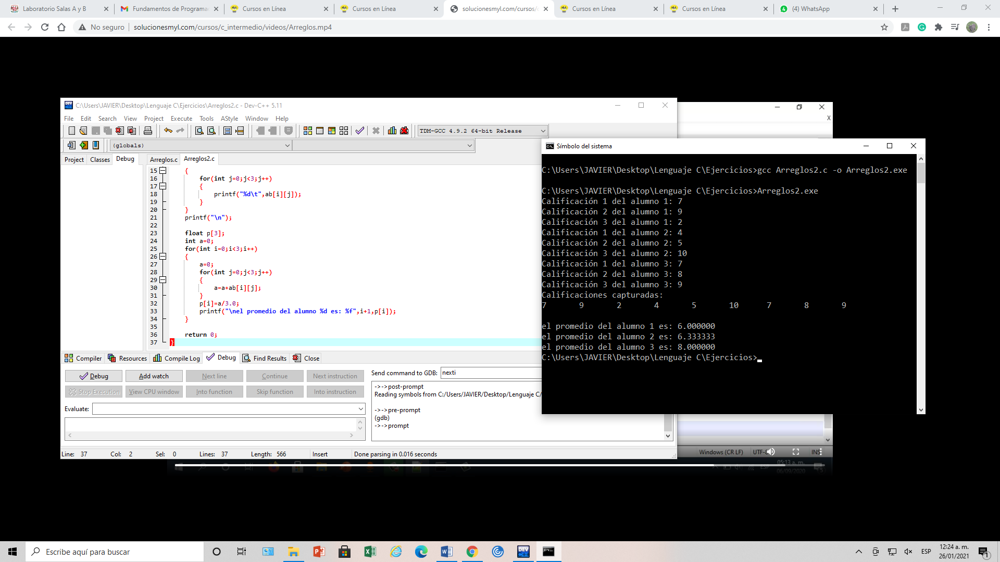 Laboratorio Salas A y B
Fundamentos de Programac
Cursos en Línea
Cursos en Línea
solucionesmyl.com/cursos/c
Cursos en Línea
Cursos en Línea
(4) WhatsApp
No seguro
solucionesmyl.com/cursos/c_intermedio/videos/Arreglos.mp4
C:\Users\JAVIER\Desktop\Lenguaje C\Ejercicios\Arreglos2.c - Dev-C++ 5.11
File Edit Search View Project Execute Tools AStyle Window Help
TDM-GCC 4.9.2 64-bit Release
(globals)
Project Classes Debug
Arreglos.c Arreglos2.c
15 {
16 for(int j=0;j<3;j++)
17 {
18 printf("%d\t",ab[i][j]);
19 }
20 }
21 printf("\n");
22
23 float p[3];
24 int a=0;
25 for(int i=0;i<3;i++)
26 {
27 a=0;
28 for(int j=0;j<3;j++)
29 {
30 a=a+ab[i][j];
31 }
32 p[i]=a/3.0;
33 printf("\nel promedio del alumno %d es: %f",i+1,p[i]);
34 }
35
36 return 0;
37 }
Compiler Resources Compile Log Debug Find Results Close
Debug Add watch Next line Continue Next instruction
Stop Execution View CPU window Into function Skip function Into instruction
Evaluate:
Send command to GDB: nexti
->->post-prompt
Reading symbols from C:/Users/JAVIER/Desktop/Lenguaje C/
->->pre-prompt
(gdb)
->->prompt
Line: 37 Col: 2 Sel: 0 Lines: 37 Length: 566 Insert Done parsing in 0.016 seconds
X
Símbolo del sistema
C:\Users\JAVIER\Desktop\Lenguaje C\Ejercicios>gcc Arreglos2.c -o Arreglos2.exe
C:\Users\JAVIER\Desktop\Lenguaje C\Ejercicios>Arreglos2.exe
Calificación 1 del alumno 1: 7
Calificación 2 del alumno 1: 9
Calificación 3 del alumno 1: 2
Calificación 1 del alumno 2: 4
Calificación 2 del alumno 2: 5
Calificación 3 del alumno 2: 10
Calificación 1 del alumno 3: 7
Calificación 2 del alumno 3: 8
Calificación 3 del alumno 3: 9
Calificaciones capturadas:
7 9 2 4 5 10 7 8 9
el promedio del alumno 1 es: 6.000000
el promedio del alumno 2 es: 6.333333
el promedio del alumno 3 es: 8.000000
C:\Users\JAVIER\Desktop\Lenguaje C\Ejercicios>
Windows (CR LF) UTF-8 INS
05:13 a. m.
06/09/2020
Escribe aquí para buscar
ESP
12:24 a. m.
26/01/2021
1